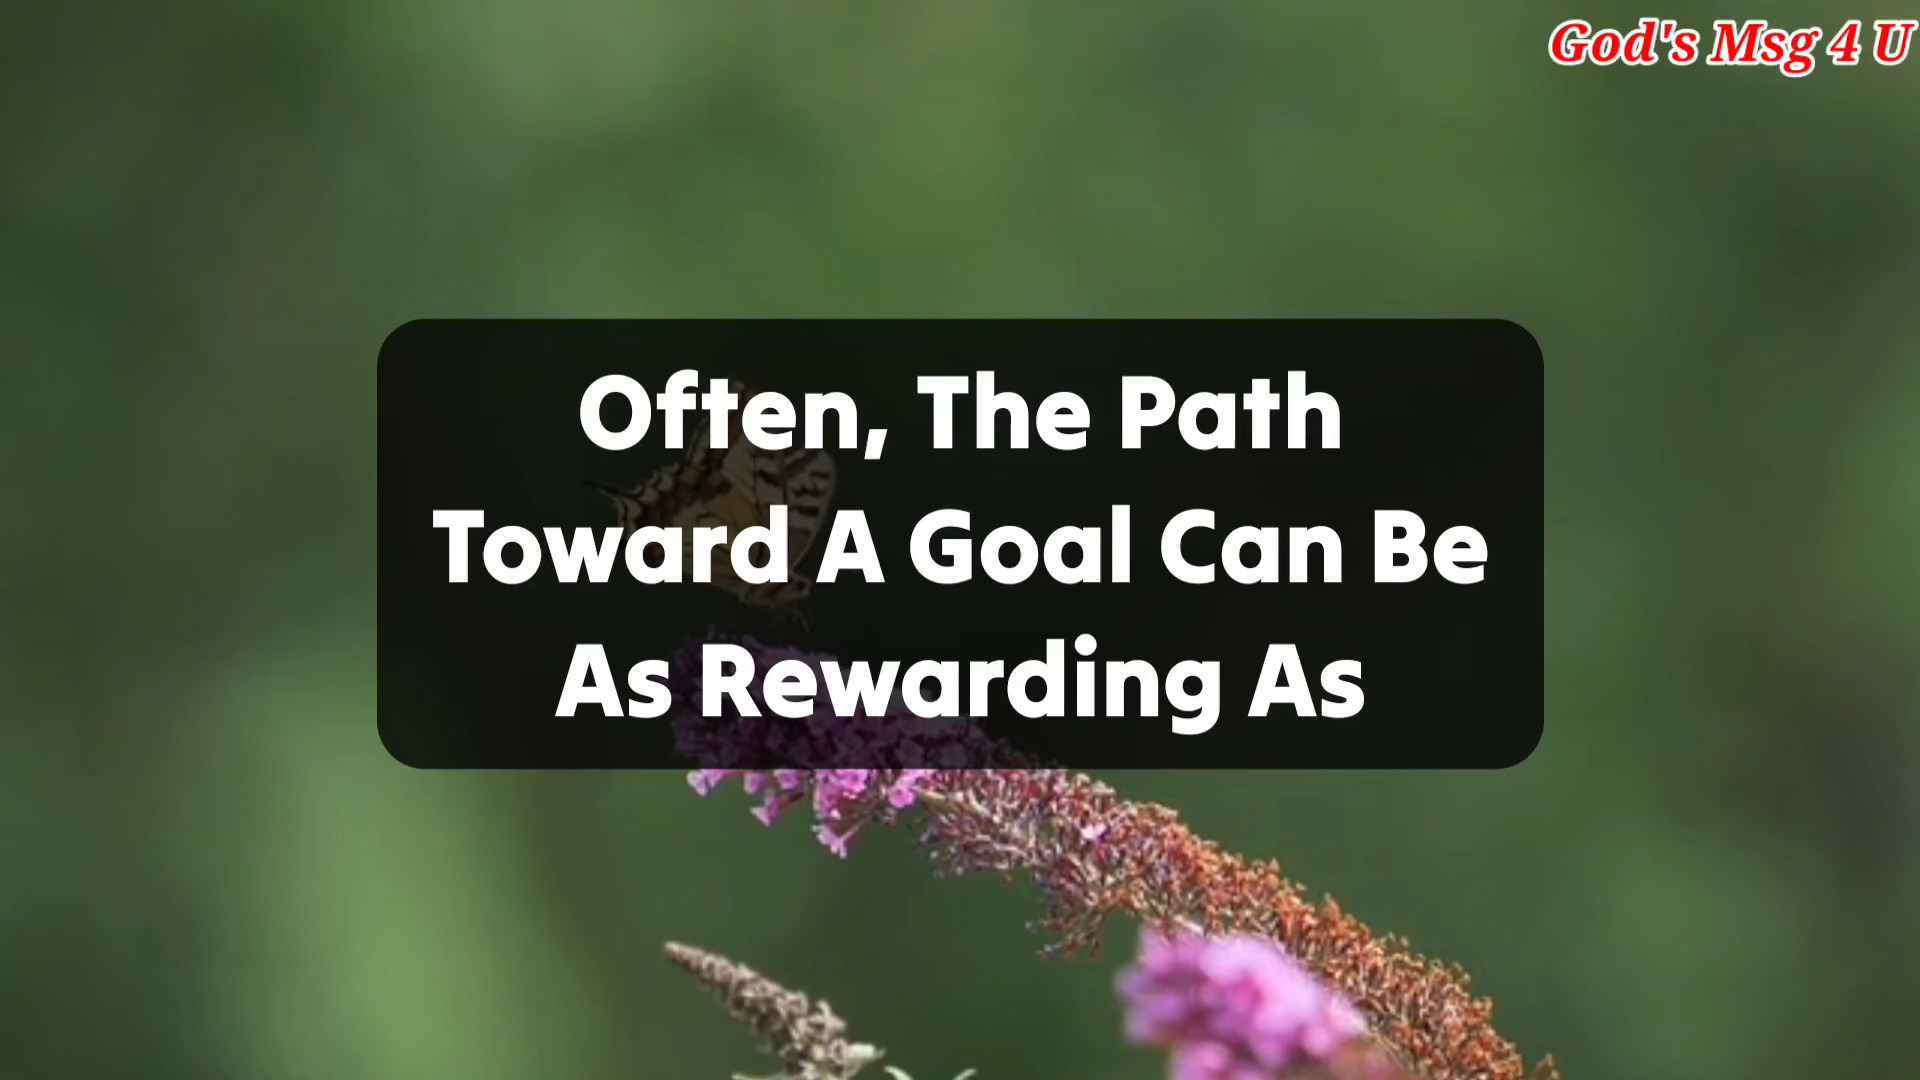 God's Msg 4 U
Often, The Path
Toward A Goal Can Be
As Rewarding As